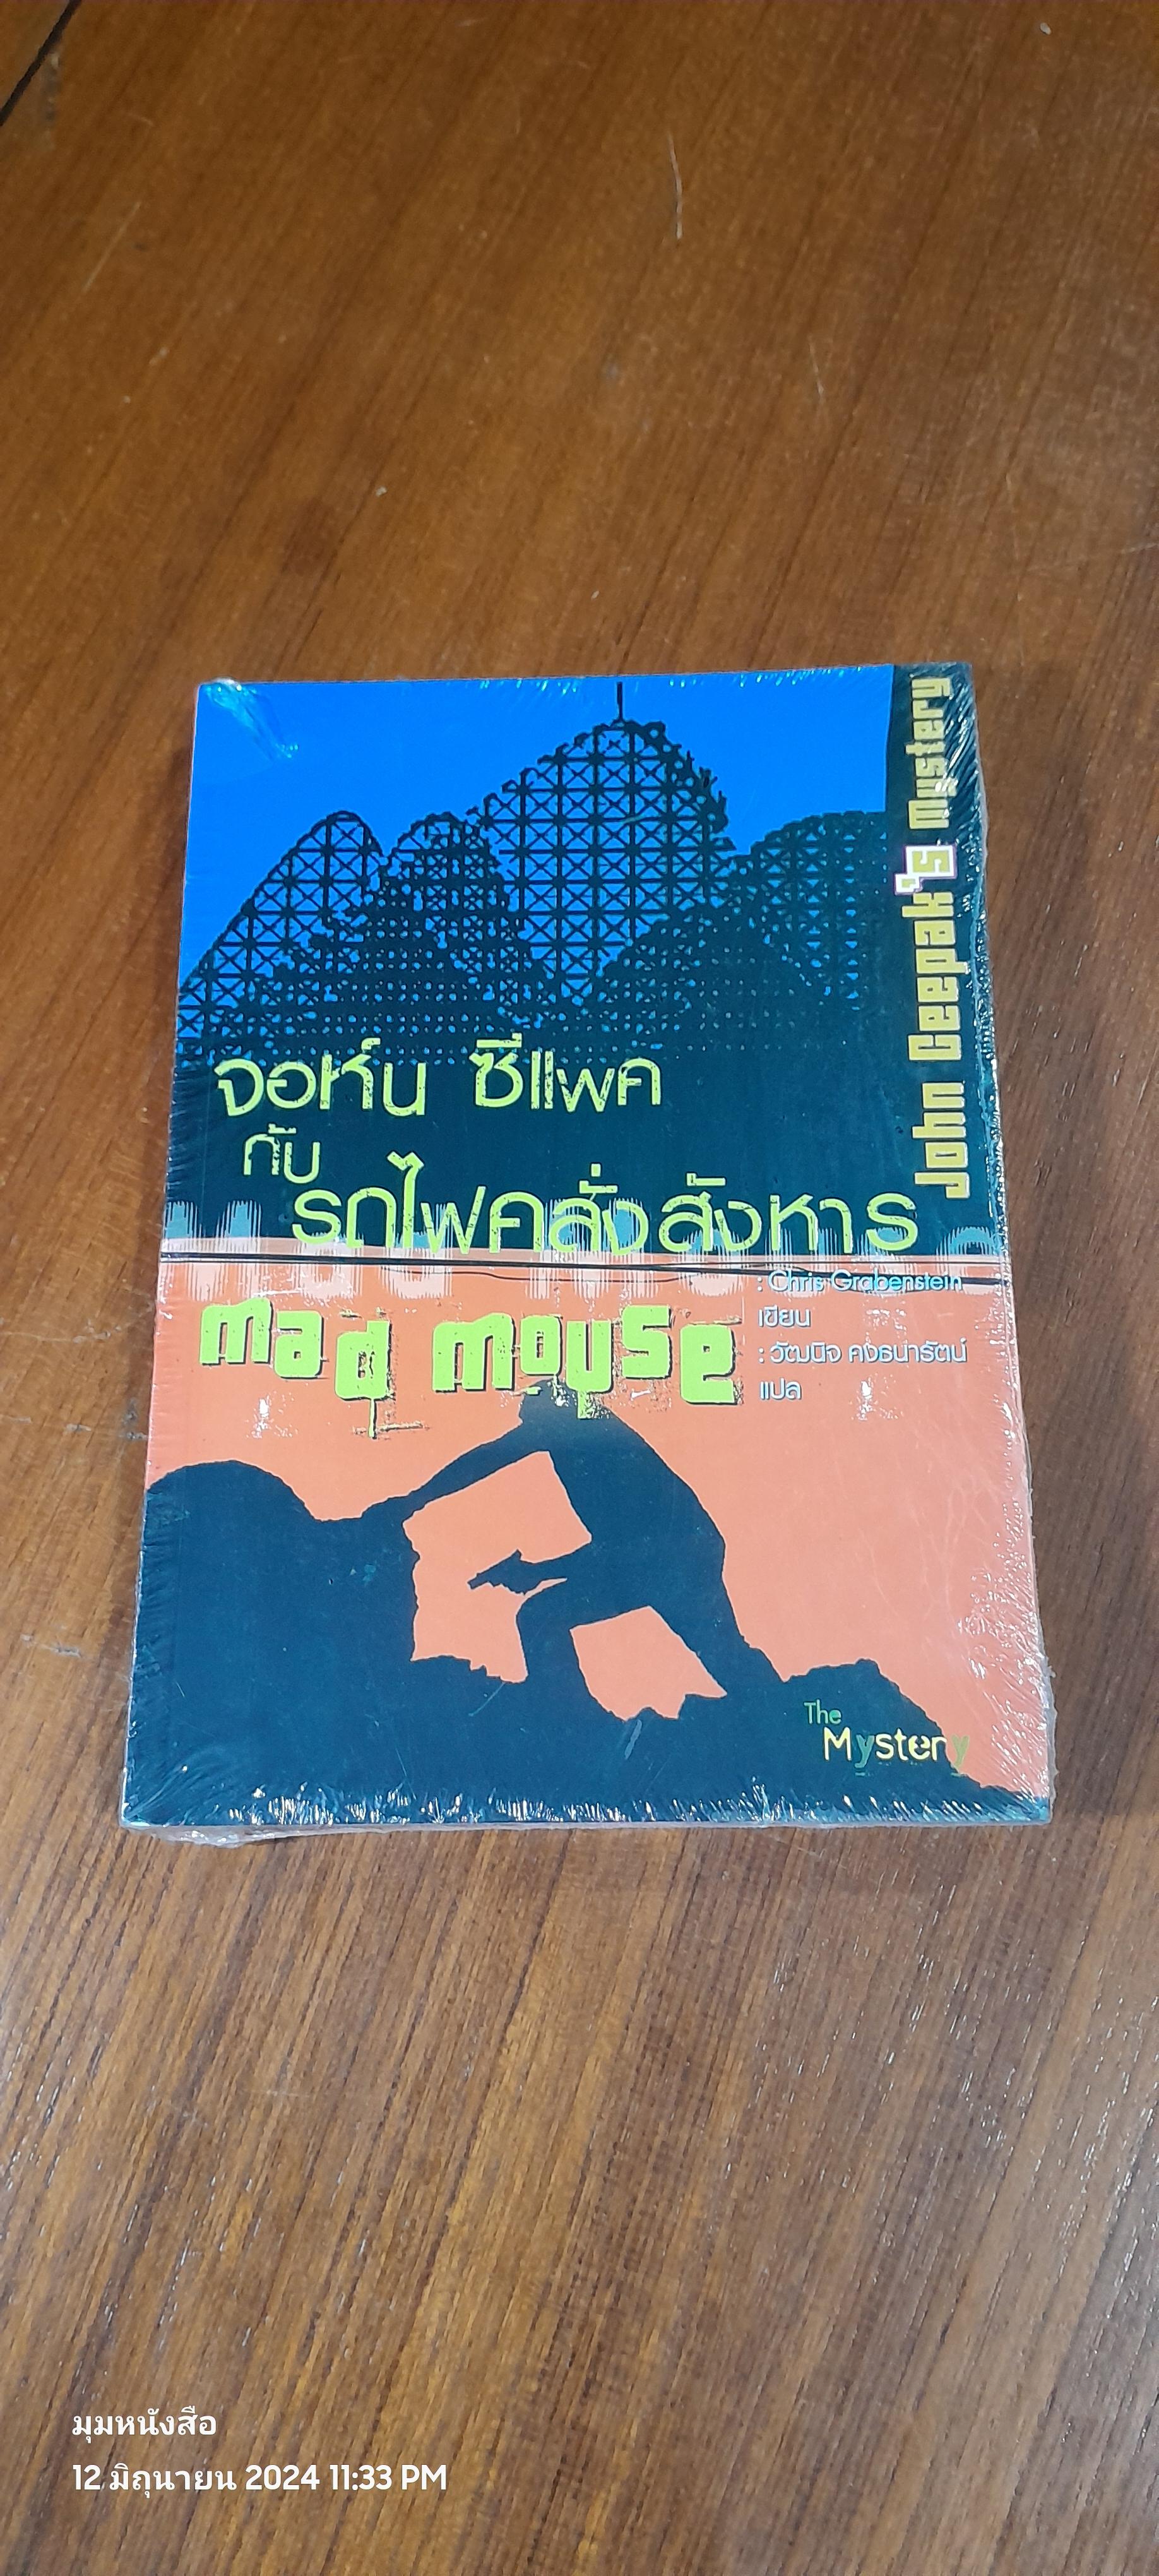 John Ceepak's Mystery
จอห์น ซีแพค
กับ
รถไฟคลั่งสังหาร
: Chris Grabenstein
เขียน
mad mouse
: วัฒนิจ คงธนารัตน์
แปล
The
Mystery
มุมหนังสือ
12 มิถุนายน 2024 11:33 PM